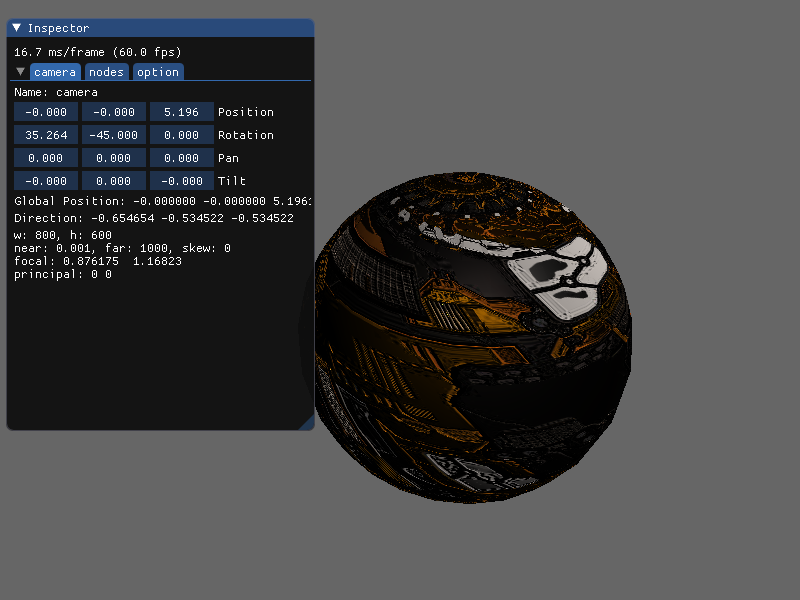 Inspector
16.7 ms/frame (60.0 fps)
camera nodes option
Name: camera
-0.000 -0.000 5.196 Position
35.264 -45.000 0.000 Rotation
0.000 0.000 0.000 Pan
-0.000 0.000 -0.000 Tilt
Global Position: -0.000000 -0.000000 5.196
Direction: -0.654654 -0.534522 -0.534522
w: 800, h: 600
near: 0.001, far: 1000, skew: 0
focal: 0.876175 1.16823
principal: 0 0